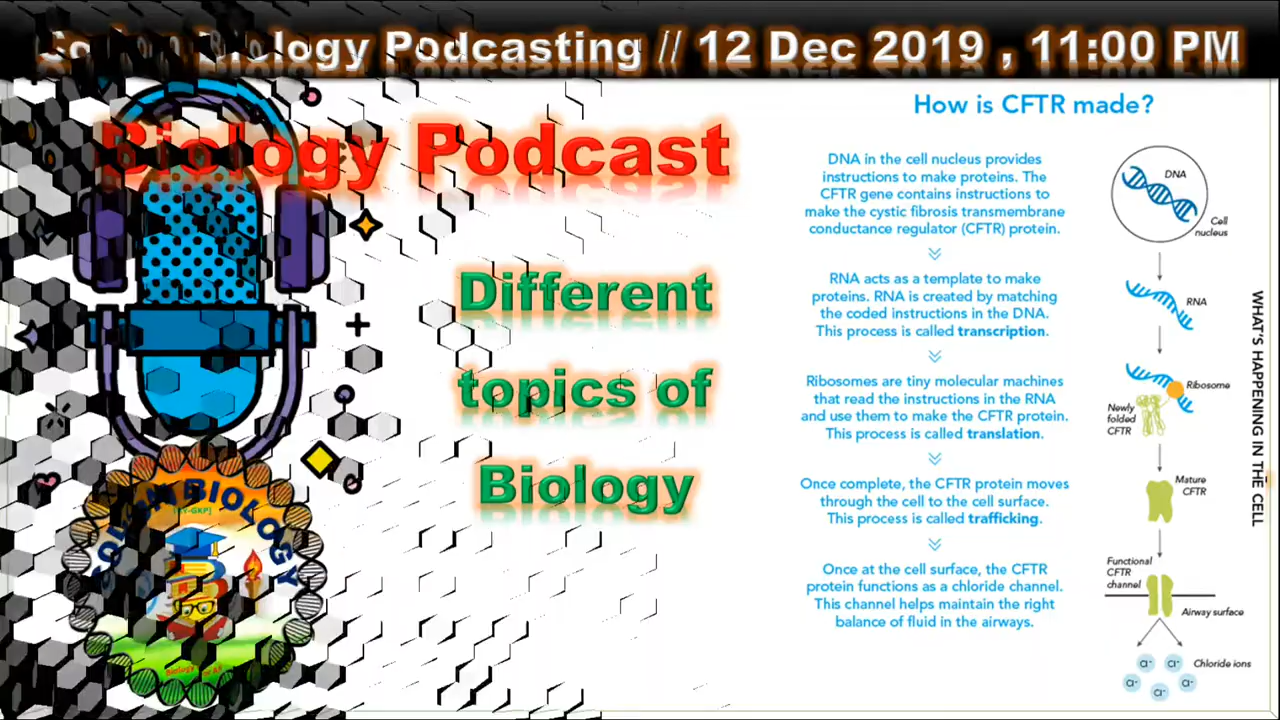 Biology Podcasting // 12 Dec 2019 , 11:00 PM
Biology Podcast
Different
topics of
Biology
BIOLOGY
How is CFTR made?
DNA in the cell nucleus provides
instructions to make proteins. The
CFTR gene contains instructions to
make the cystic fibrosis transmembrane
conductance regulator (CFTR) protein.
RNA acts as a template to make
proteins. RNA is created by matching
the coded instructions in the DNA.
This process is called transcription.
Ribosomes are tiny molecular machines
that read the instructions in the RNA
and use them to make the CFTR protein.
This process is called translation.
Once complete, the CFTR protein moves
through the cell to the cell surface.
This process is called trafficking.
Once at the cell surface, the CFTR
protein functions as a chloride channel.
This channel helps maintain the right
balance of fluid in the airways.
DNA
Cell
nucleus
RNA
Ribosome
Newly
folded
CFTR
Mature
CFTR
Functional
CFTR
channel
Airway surface
Cl⁻ Cl⁻
Chloride ions
Cl⁻ Cl⁻ Cl⁻
WHAT'S HAPPENING IN THE CELL